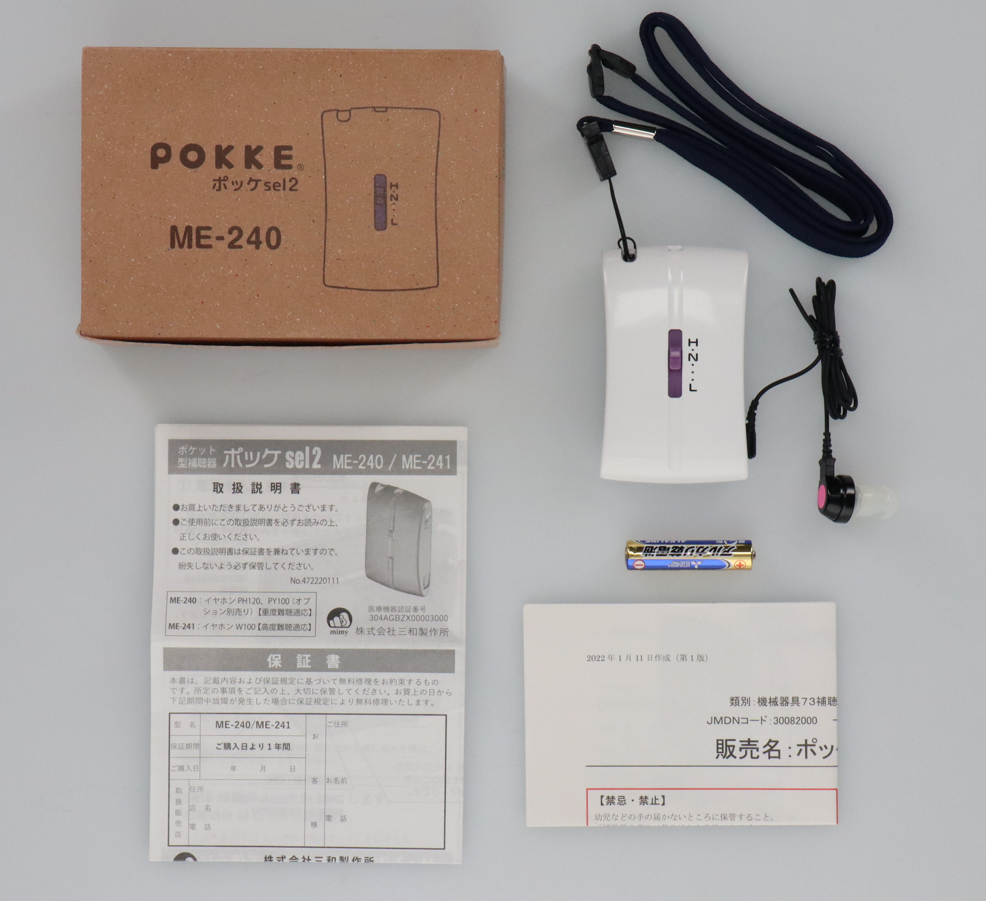 POKKE®
ポッケsel2
ME-240
H・N・・・L
H・N・・・L
ポケット
型補聴器 ポッケ sel2 ME-240 / ME-241
取扱説明書
●お買上いただきましてありがとうございます。
●ご使用前にこの取扱説明書を必ずお読みの上、
正しくお使いください。
●この取扱説明書は保証書を兼ねていますので、
紛失しないよう必ず保管してください。
No.472220111
ME-240:イヤホン PH120、PY100(オプ
ション別売り)【重度難聴適応】
ME-241:イヤホン W100【高度難聴適応】
mimy
医療機器認証番号
304AGBZX00003000
株式会社三和製作所
保証書
本書は、記載内容および保証規定に基づいて無料修理をお約束するもの
です。所定の事項をご記入の上、大切に保管してください。お買上の日から
下記期間中故障が発生した場合に保証規定により無料修理いたします。
型名 ME-240/ME-241
保証期間 ご購入日より1年間
ご購入日 年 月 日
取扱販売店
住所
店名
電話
お客様
ご住所
お名前
電話
株式会社三和製作所
アルカリ乾電池
2022年1月11日作成(第1版)
類別:機械器具73補聴
JMDNコード:30082000
販売名:ポッ
【禁忌・禁止】
幼児などの手の届かないところに保管すること。